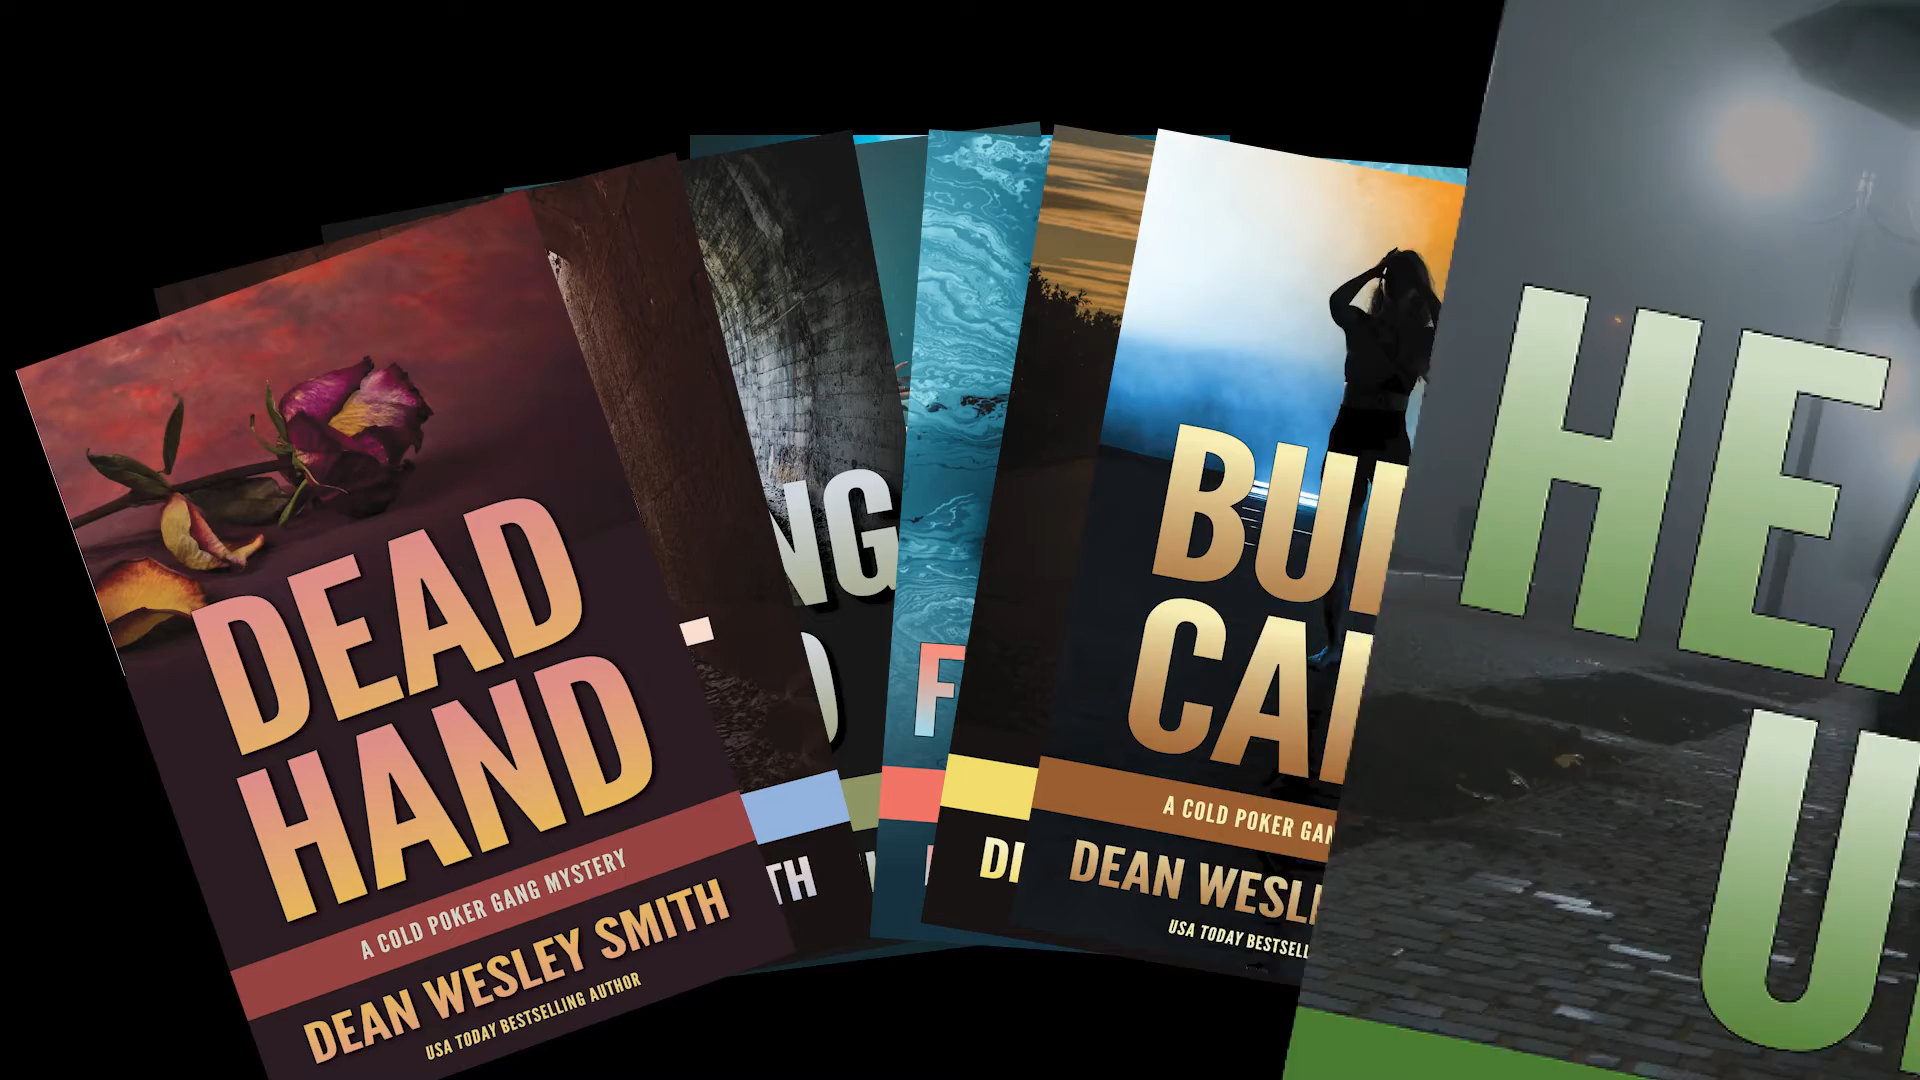 DEAD
HAND
A COLD POKER GANG MYSTERY
DEAN WESLEY SMITH
USA TODAY BESTSELLING AUTHOR
NG
TH
F
DE
BU
CA
A COLD POKER GAN
DEAN WESL
USA TODAY BESTSELL
HEA
U